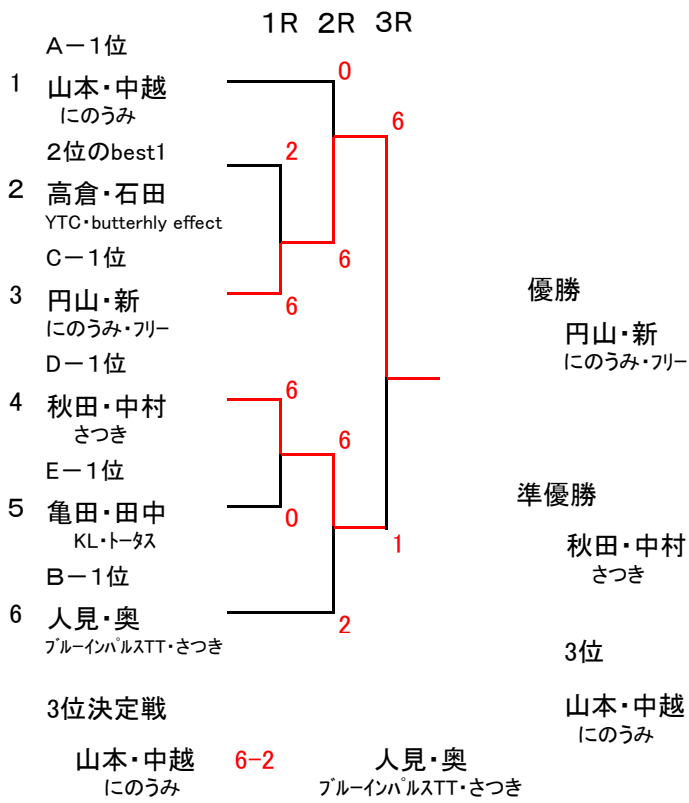 1R 2R 3R
A－1位
1 山本・中越
にのうみ
0
6
2位のbest1
2
2 高倉・石田
YTC・butterhly effect
C－1位
6
3 円山・新
にのうみ・フリー
6
優勝
円山・新
にのうみ・フリー
D－1位
4 秋田・中村
さつき
6
6
E－1位
5 亀田・田中
KL・トータス
0
1
準優勝
秋田・中村
さつき
B－1位
6 人見・奥
ブルーインパルスTT・さつき
2
3位
山本・中越
にのうみ
3位決定戦
山本・中越 6-2 人見・奥
にのうみ ブルーインパルスTT・さつき